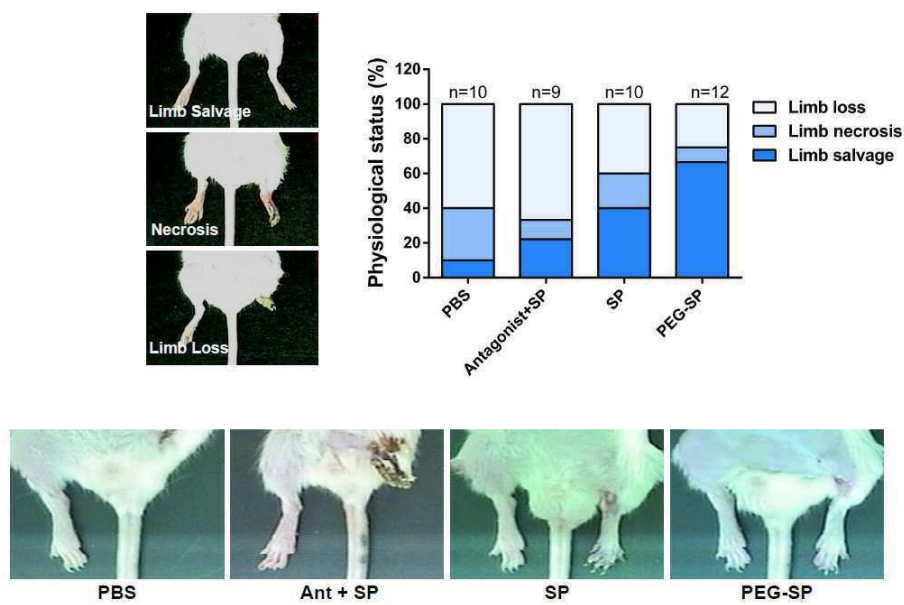 Limb Salvage
Necrosis
Limb Loss
Physiological status (%)
120
100
80
60
40
20
0
n=10
n=9
n=10
n=12
PBS
Antagonist+SP
SP
PEG-SP
Limb loss
Limb necrosis
Limb salvage
PBS
Ant + SP
SP
PEG-SP